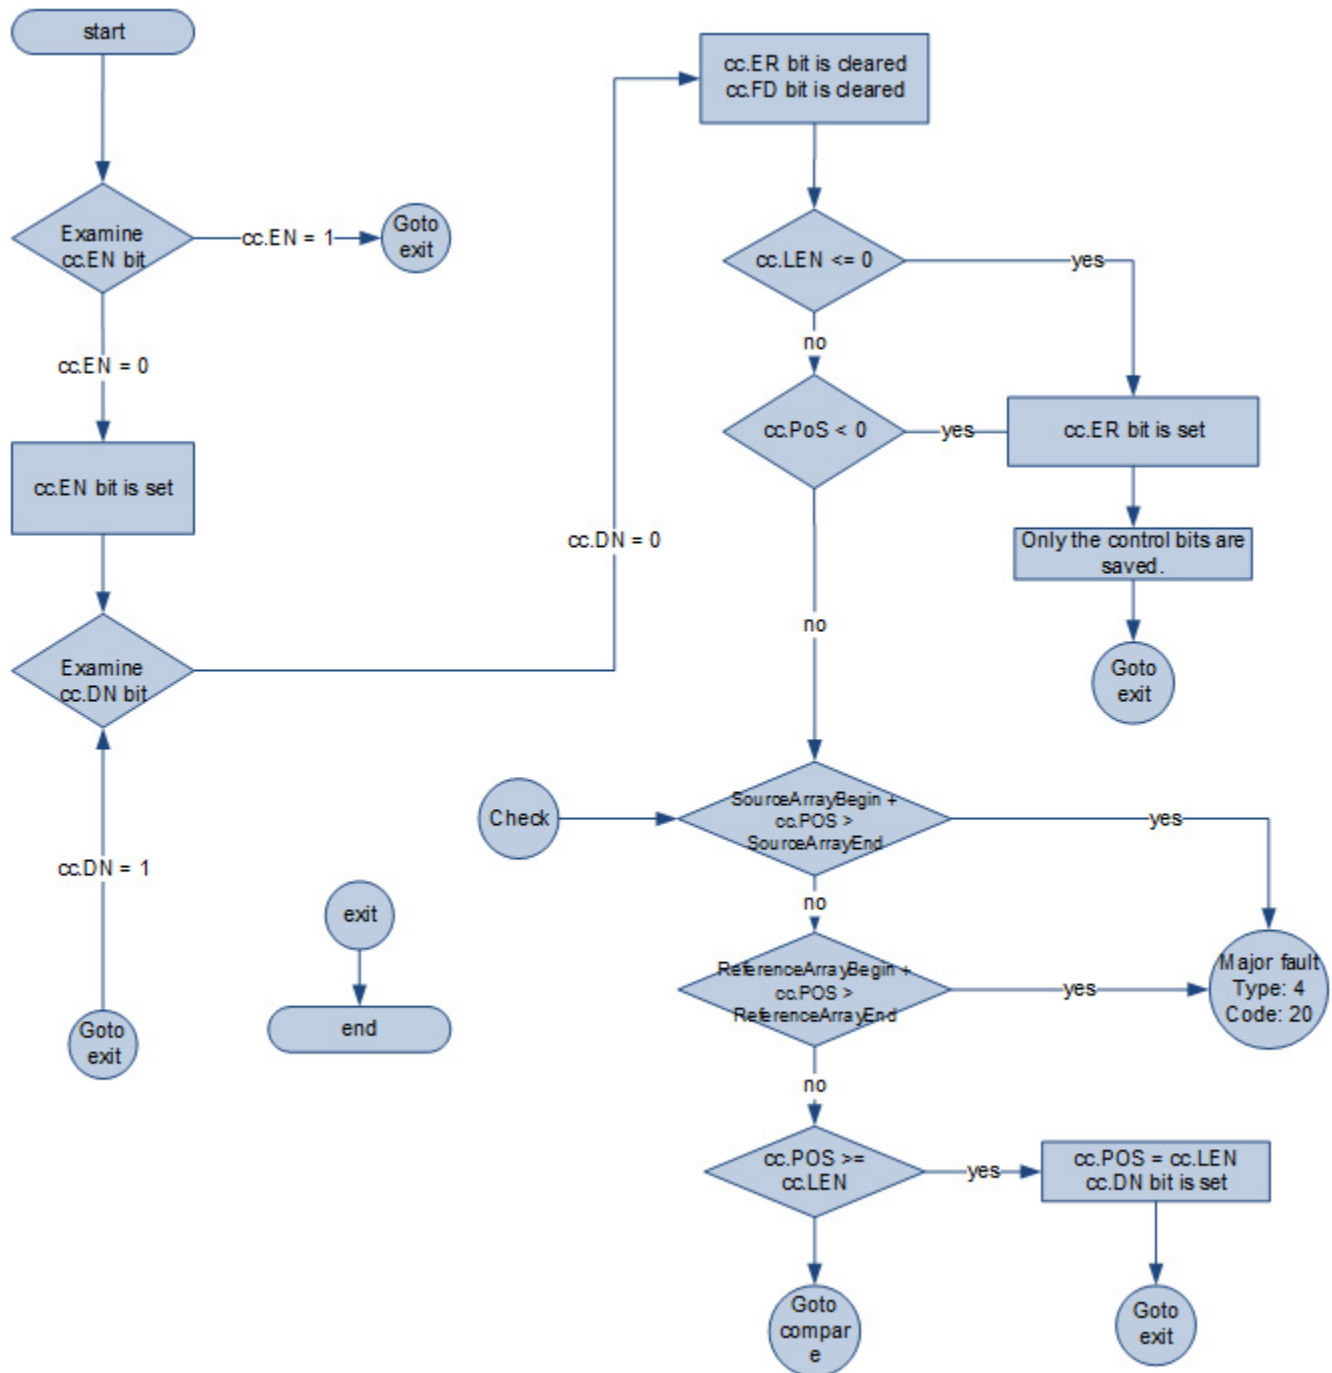 start
Examine
cc.EN bit
cc.EN = 1
Goto
exit
cc.EN = 0
cc.EN bit is set
Examine
cc.DN bit
cc.DN = 1
Goto
exit
exit
end
cc.DN = 0
cc.ER bit is cleared
cc.FD bit is cleared
cc.LEN <= 0
yes
no
cc.PoS < 0
yes
cc.ER bit is set
Only the control bits are
saved.
Goto
exit
no
Check
SourceArrayBegin +
cc.POS >
SourceArrayEnd
yes
no
ReferenceArrayBegin +
cc.POS >
ReferenceArrayEnd
yes
Major fault
Type: 4
Code: 20
no
cc.POS >=
cc.LEN
yes
cc.POS = cc.LEN
cc.DN bit is set
Goto
compar
e
Goto
exit